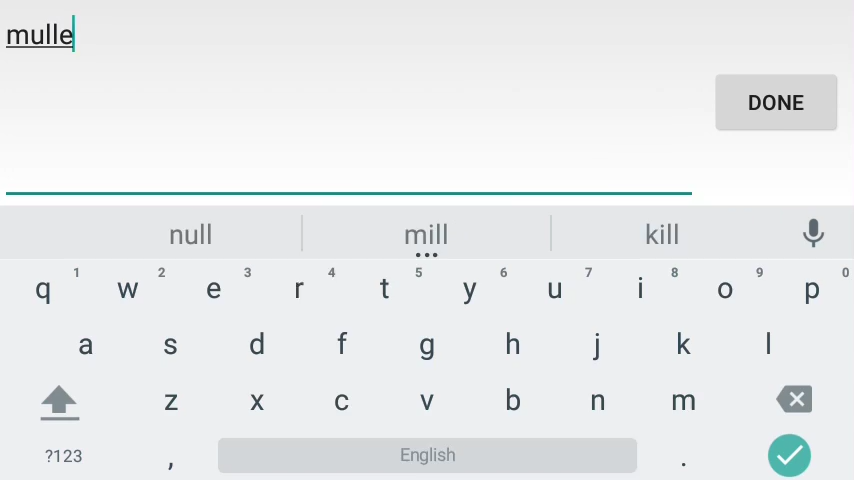 mulle
DONE
null mill kill
q 1 w 2 e 3 r 4 t 5 y 6 u 7 i 8 o 9 p 0
a s d f g h j k l
z x c v b n m
?123 , English .